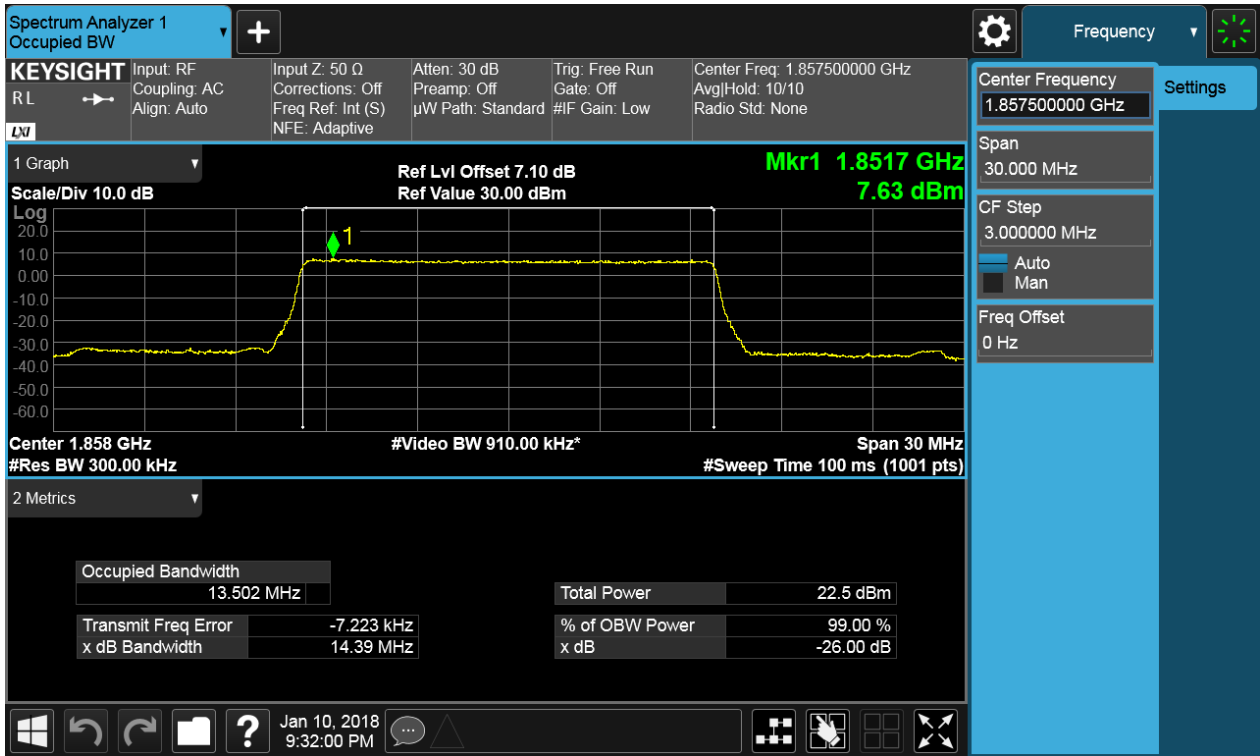 Spectrum Analyzer 1
Occupied BW
Frequency
KEYSIGHT
RL
LXI
Input: RF
Coupling: AC
Align: Auto
Input Z: 50 Ω
Corrections: Off
Freq Ref: Int (S)
NFE: Adaptive
Atten: 30 dB
Preamp: Off
µW Path: Standard
Trig: Free Run
Gate: Off
#IF Gain: Low
Center Freq: 1.857500000 GHz
Avg|Hold: 10/10
Radio Std: None
Center Frequency
1.857500000 GHz
Settings
Span
30.000 MHz
CF Step
3.000000 MHz
Auto
Man
Freq Offset
0 Hz
1 Graph
Scale/Div 10.0 dB
Ref Lvl Offset 7.10 dB
Ref Value 30.00 dBm
Mkr1 1.8517 GHz
7.63 dBm
Log
20.0
10.0
0.00
-10.0
-20.0
-30.0
-40.0
-50.0
-60.0
1
Center 1.858 GHz
#Video BW 910.00 kHz*
Span 30 MHz
#Res BW 300.00 kHz
#Sweep Time 100 ms (1001 pts)
2 Metrics
Occupied Bandwidth
13.502 MHz
Total Power 22.5 dBm
Transmit Freq Error -7.223 kHz
% of OBW Power 99.00 %
x dB Bandwidth 14.39 MHz
x dB -26.00 dB
Jan 10, 2018
9:32:00 PM